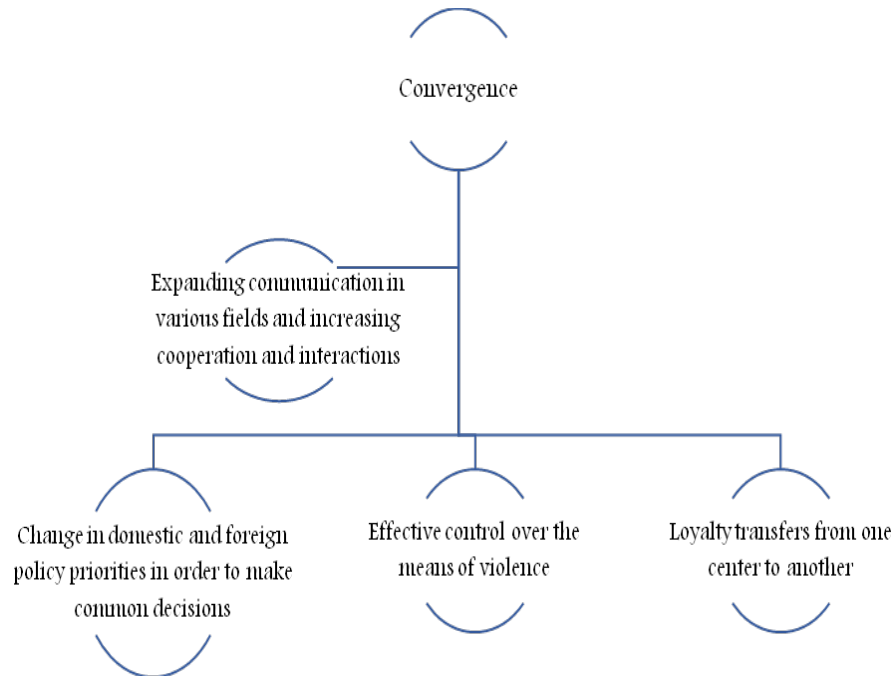 Convergence
Expanding communication in
various fields and increasing
cooperation and interactions
Change in domestic and foreign
policy priorities in order to make
common decisions
Effective control over the
means of violence
Loyalty transfers from one
center to another